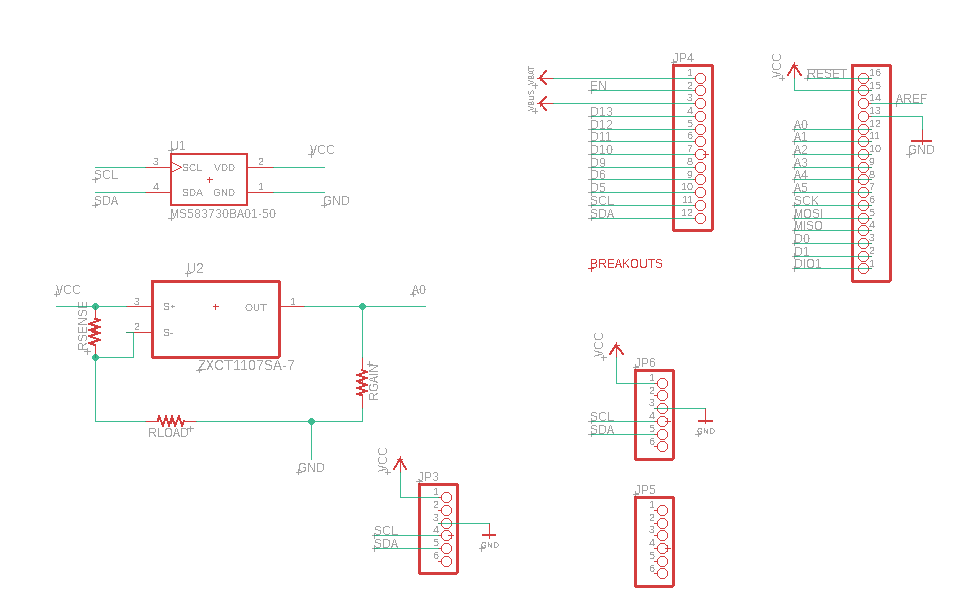 U1
3 SCL VDD 2 VCC
SCL
4 SDA GND 1
SDA GND
MS583730BA01-50
U2
VCC
3 S+ OUT 1 A0
RSENSE
2 S-
ZXCT1107SA-7
RGAIN
RLOAD
GND
JP4
VBAT
1
EN 2
VBUS
3
D13 4
D12 5
D11 6
D10 7
D9 8
D6 9
D5 10
SCL 11
SDA 12
BREAKOUTS
VCC
RESET 16
15
14 AREF
13
GND
A0 12
A1 11
A2 10
A3 9
A4 8
A5 7
SCK 6
MOSI 5
MISO 4
D0 3
D1 2
DIO1 1
VCC
JP6
1
2
3
SCL 4
GND
SDA 5
6
VCC
JP3
1
2
3
SCL 4
GND
SDA 5
6
JP5
1
2
3
4
5
6